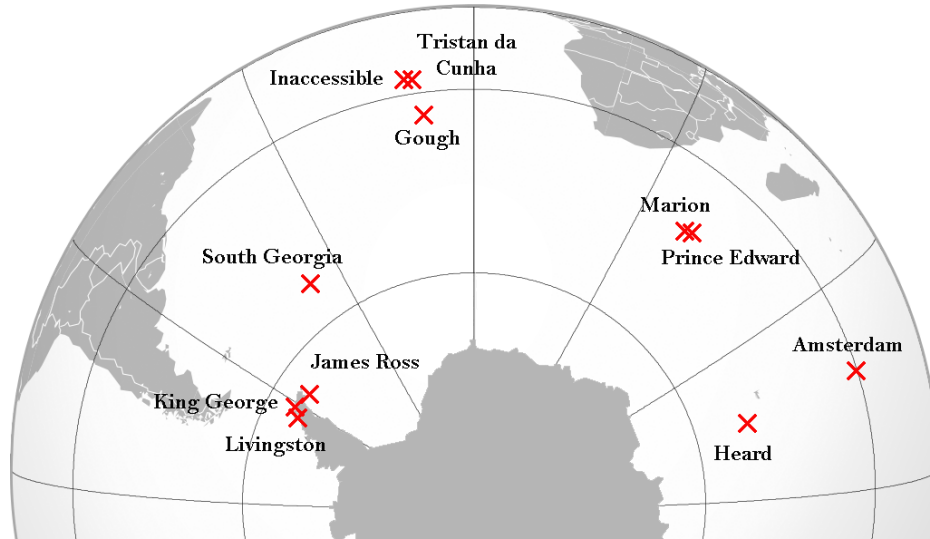 Tristan da
Cunha
Inaccessible
Gough
Marion
Prince Edward
South Georgia
Amsterdam
James Ross
King George
Livingston
Heard